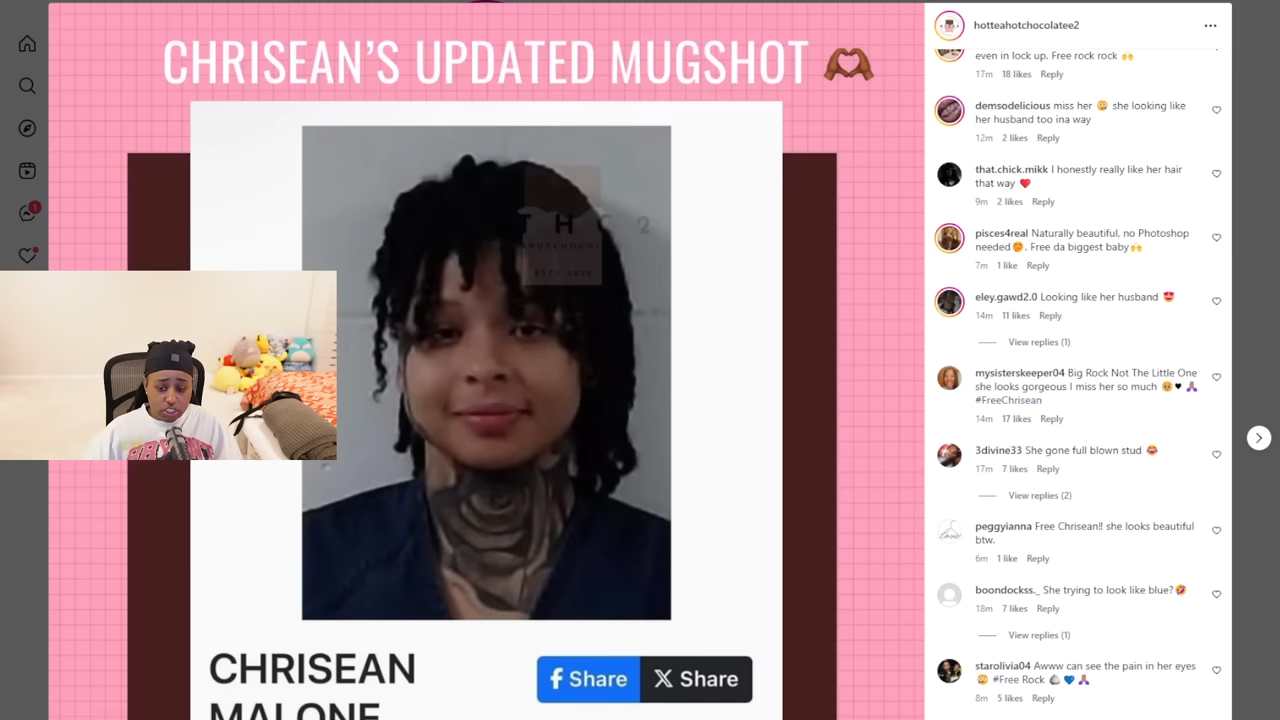 CHRISEAN'S UPDATED MUGSHOT
T H C 2
CHRISEAN
MALONE
Share
Share
1
hotteahotchocolatee2
even in lock up. Free rock rock 🙌
17m 18 likes Reply
demsodelicious miss her 😳 she looking like
her husband too ina way
12m 2 likes Reply
that.chick.mikk I honestly really like her hair
that way ❤️
9m 2 likes Reply
pisces4real Naturally beautiful, no Photoshop
needed. Free da biggest baby🙌
7m 1 like Reply
eley.gawd2.0 Looking like her husband 😍
14m 11 likes Reply
View replies (1)
mysisterskeeper04 Big Rock Not The Little One
she looks gorgeous I miss her so much 🥺♥🙏🏽
#FreeChrisean
14m 17 likes Reply
3divine33 She gone full blown stud 😂
17m 7 likes Reply
View replies (2)
peggyianna Free Chrisean!! she looks beautiful
btw.
6m 1 like Reply
boondockss._ She trying to look like blue?🤣
18m 7 likes Reply
View replies (1)
starolivia04 Awww can see the pain in her eyes
😳 #Free Rock 🪨 💙 🙏🏽
8m 5 likes Reply